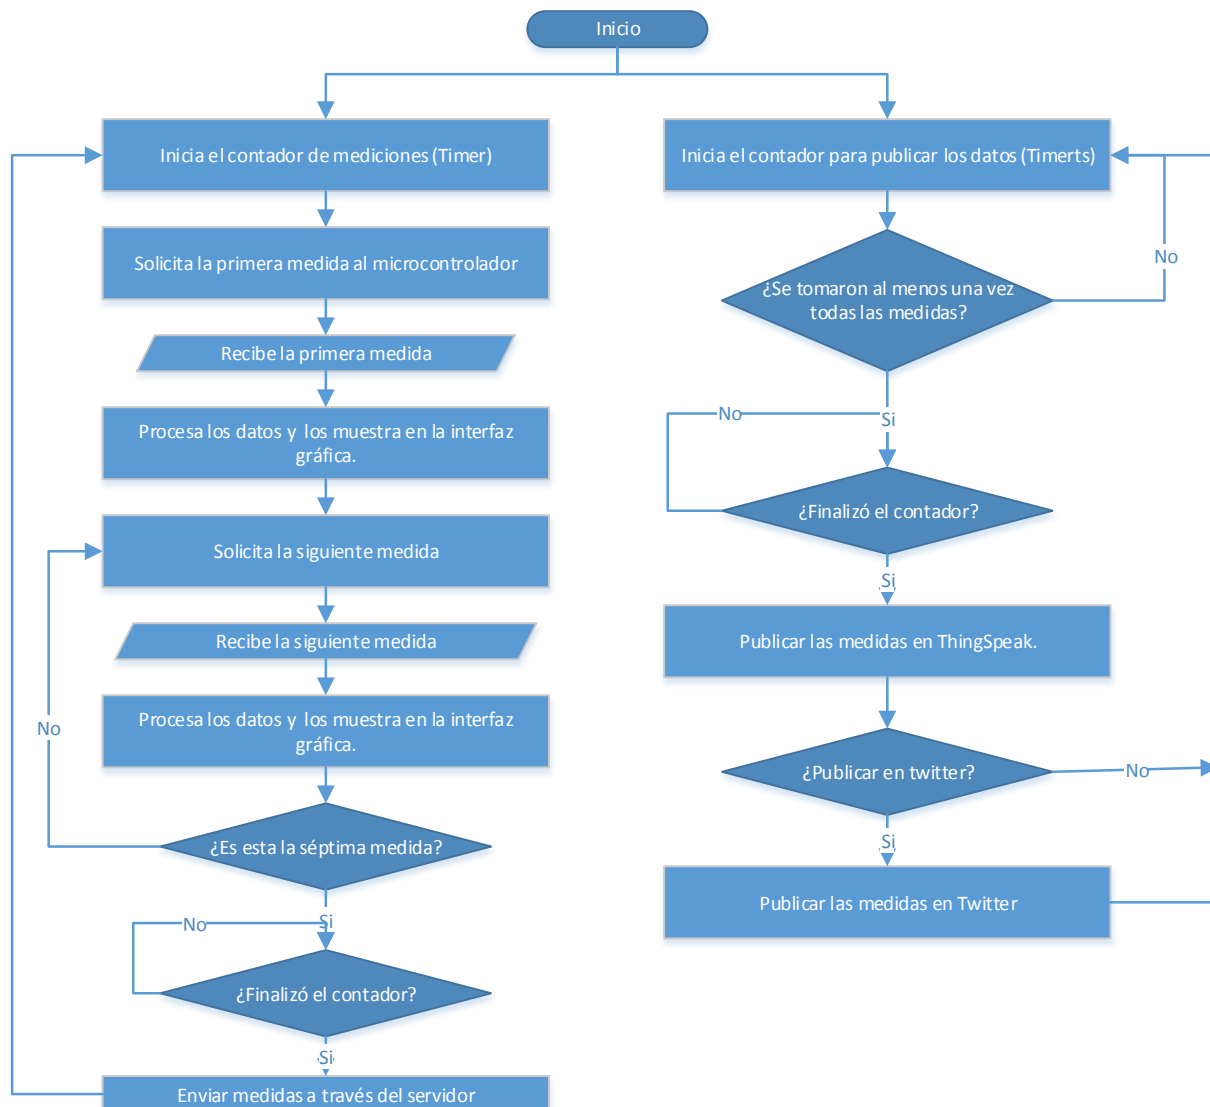 Inicio
Inicia el contador de mediciones (Timer)
Solicita la primera medida al microcontrolador
Recibe la primera medida
Procesa los datos y los muestra en la interfaz
gráfica.
Solicita la siguiente medida
Recibe la siguiente medida
Procesa los datos y los muestra en la interfaz
gráfica.
No
¿Es esta la séptima medida?
Si
No
¿Finalizó el contador?
Si
Enviar medidas a través del servidor
Inicia el contador para publicar los datos (Timerts)
No
¿Se tomaron al menos una vez
todas las medidas?
Si
No
¿Finalizó el contador?
Si
Publicar las medidas en ThingSpeak.
¿Publicar en twitter?
No
Si
Publicar las medidas en Twitter